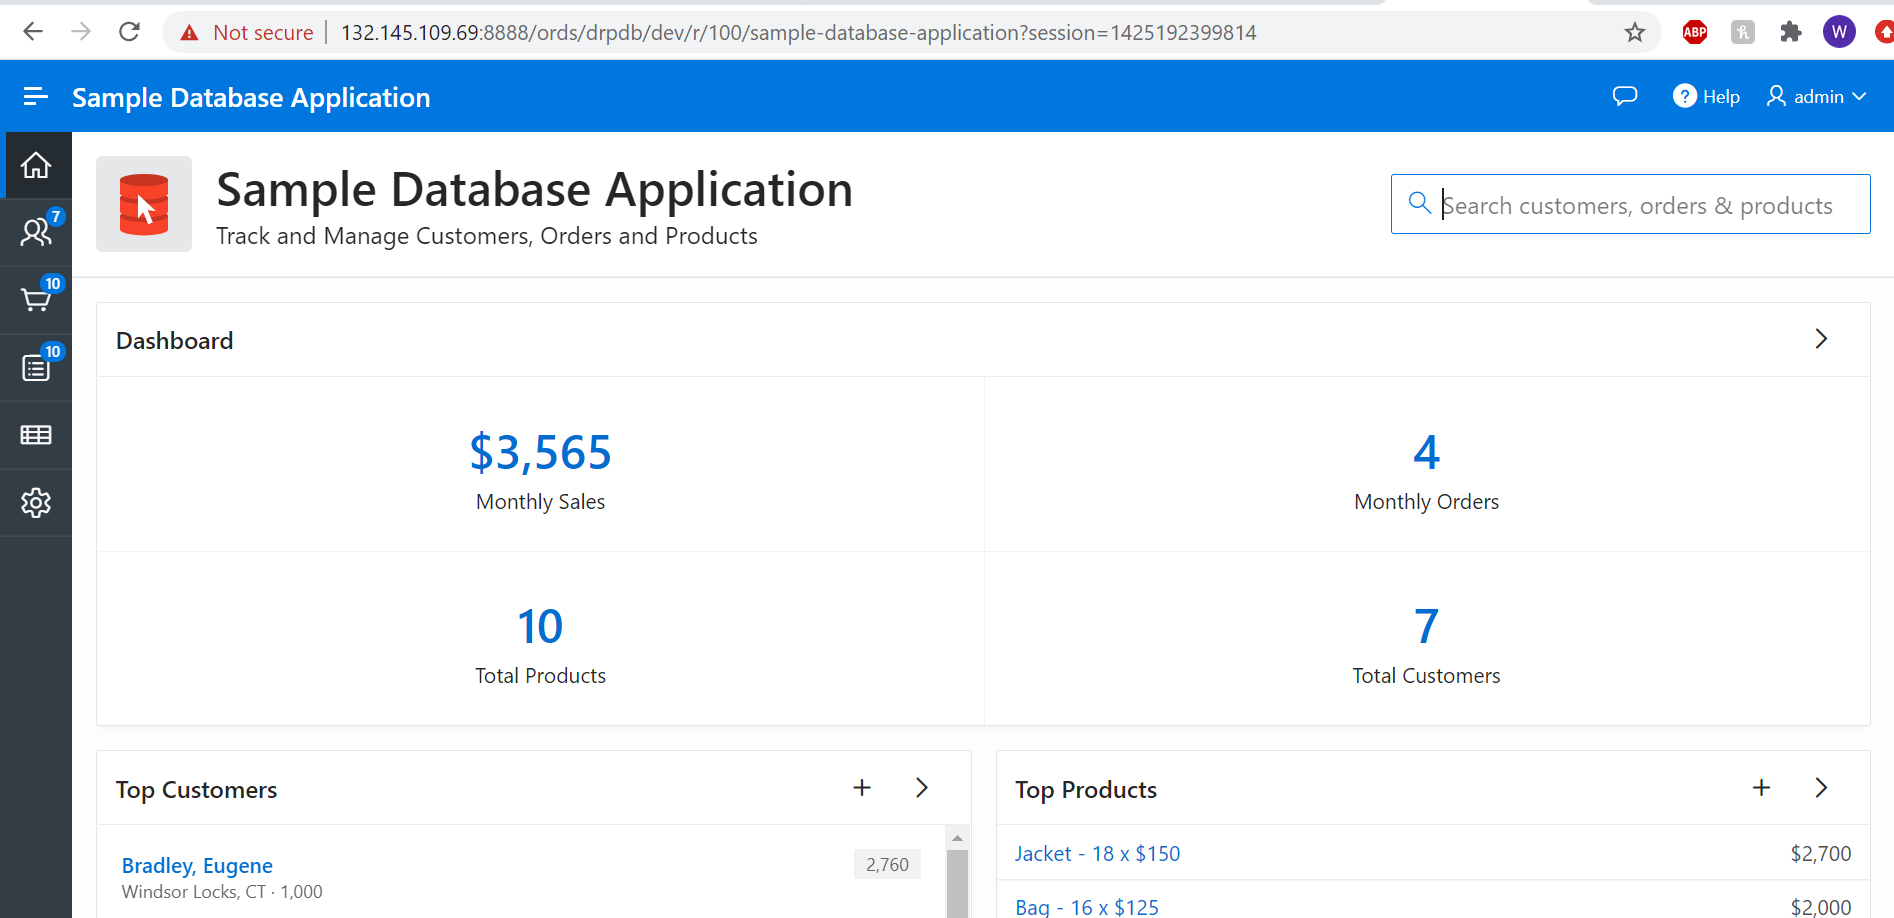 Not secure
132.145.109.69:8888/ords/drpdb/dev/r/100/sample-database-application?session=1425192399814
ABP
h
W
Sample Database Application
? Help
admin
Sample Database Application
Track and Manage Customers, Orders and Products
Search customers, orders & products
7
10
10
Dashboard
$3,565
Monthly Sales
4
Monthly Orders
10
Total Products
7
Total Customers
Top Customers
Bradley, Eugene
2,760
Windsor Locks, CT · 1,000
Top Products
Jacket - 18 x $150
$2,700
Bag - 16 x $125
$2,000